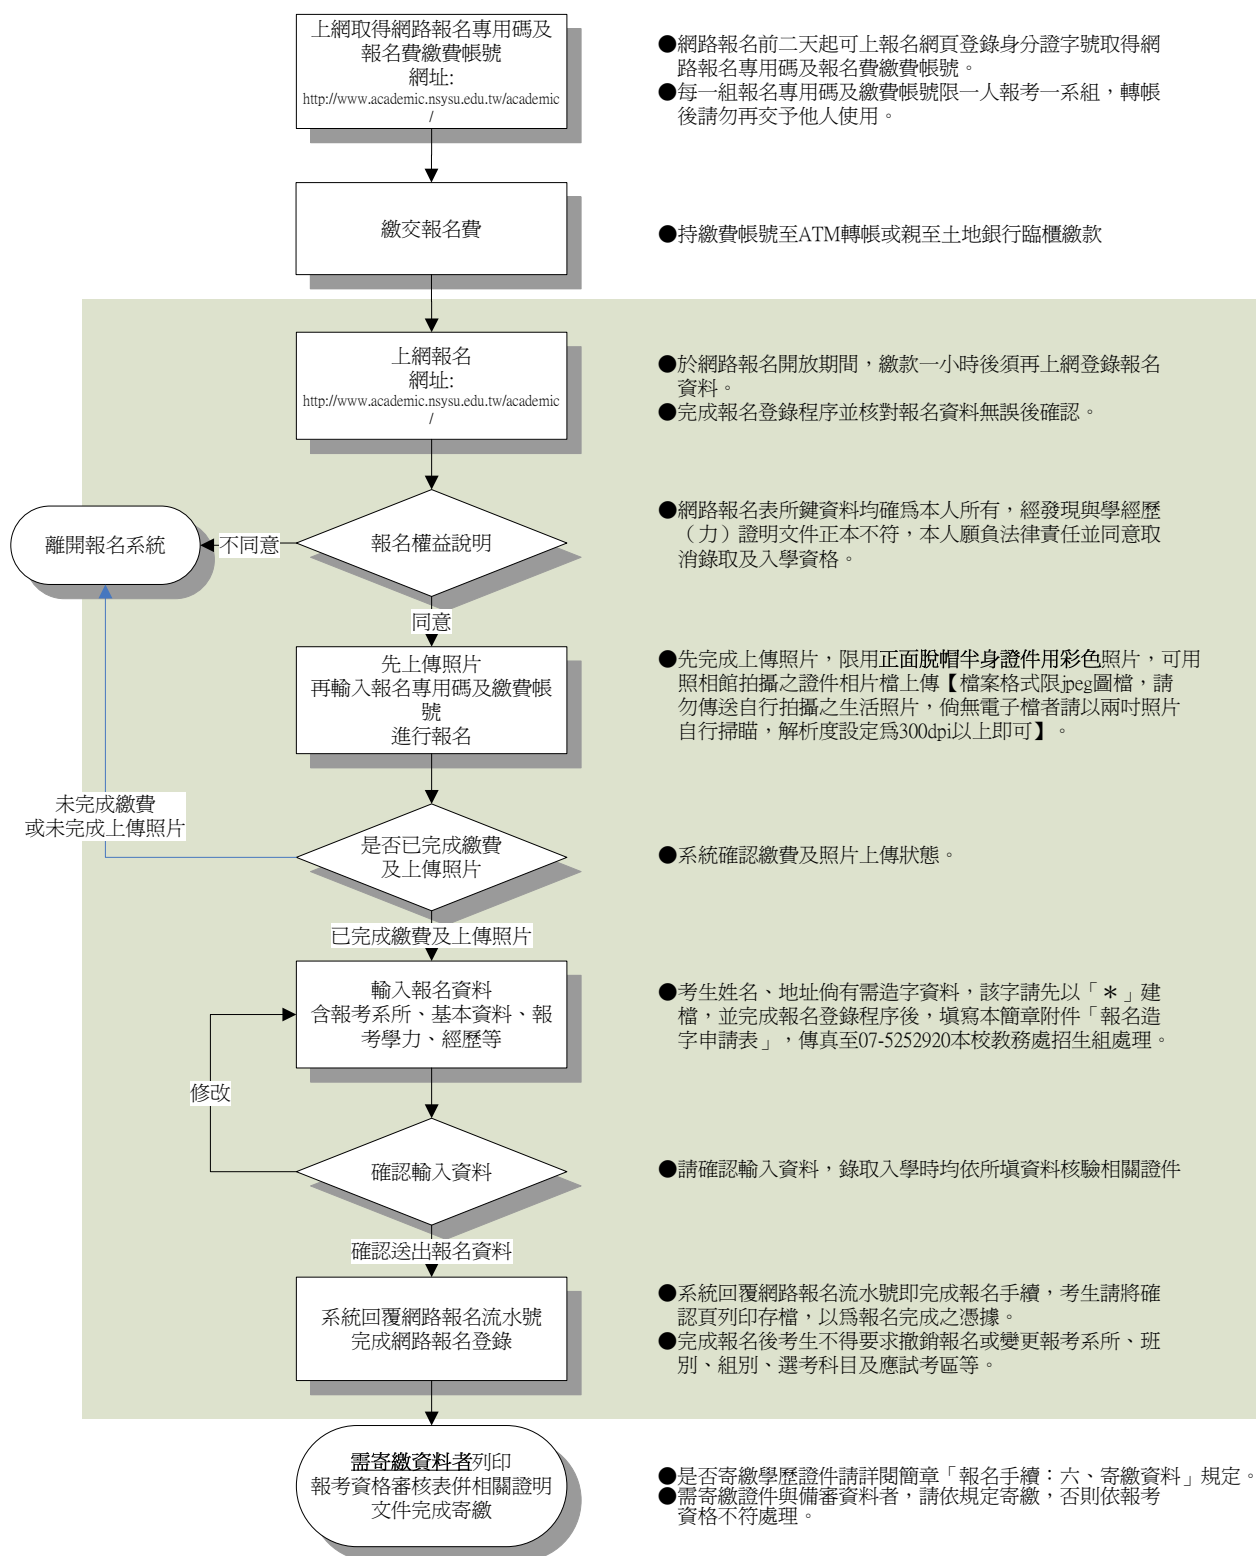 上網取得網路報名專用碼及
報名費繳費帳號
網址:
http://www.academic.nsysu.edu.tw/academic
/
●網路報名前二天起可上報名網頁登錄身分證字號取得網
路報名專用碼及報名費繳費帳號。
●每一組報名專用碼及繳費帳號限一人報考一系組，轉帳
後請勿再交予他人使用。
繳交報名費
●持繳費帳號至ATM轉帳或親至土地銀行臨櫃繳款
上網報名
網址:
http://www.academic.nsysu.edu.tw/academic
/
●於網路報名開放期間，繳款一小時後須再上網登錄報名
資料。
●完成報名登錄程序並核對報名資料無誤後確認。
離開報名系統
不同意
報名權益說明
●網路報名表所鍵資料均確爲本人所有，經發現與學經歷
（力）證明文件正本不符，本人願負法律責任並同意取
消錄取及入學資格。
同意
先上傳照片
再輸入報名專用碼及繳費帳
號
進行報名
●先完成上傳照片，限用正面脫帽半身證件用彩色照片，可用
照相館拍攝之證件相片檔上傳【檔案格式限jpeg圖檔，請
勿傳送自行拍攝之生活照片，倘無電子檔者請以兩吋照片
自行掃瞄，解析度設定爲300dpi以上即可】。
未完成繳費
或未完成上傳照片
是否已完成繳費
及上傳照片
●系統確認繳費及照片上傳狀態。
已完成繳費及上傳照片
輸入報名資料
含報考系所、基本資料、報
考學力、經歷等
●考生姓名、地址倘有需造字資料，該字請先以「＊」建
檔，並完成報名登錄程序後，填寫本簡章附件「報名造
字申請表」，傳真至07-5252920本校教務處招生組處理。
修改
確認輸入資料
●請確認輸入資料，錄取入學時均依所填資料核驗相關證件
確認送出報名資料
系統回覆網路報名流水號
完成網路報名登錄
●系統回覆網路報名流水號即完成報名手續，考生請將確
認頁列印存檔，以爲報名完成之憑據。
●完成報名後考生不得要求撤銷報名或變更報考系所、班
別、組別、選考科目及應試考區等。
需寄繳資料者列印
報考資格審核表併相關證明
文件完成寄繳
●是否寄繳學歷證件請詳閱簡章「報名手續：六、寄繳資料」規定。
●需寄繳證件與備審資料者，請依規定寄繳，否則依報考
資格不符處理。